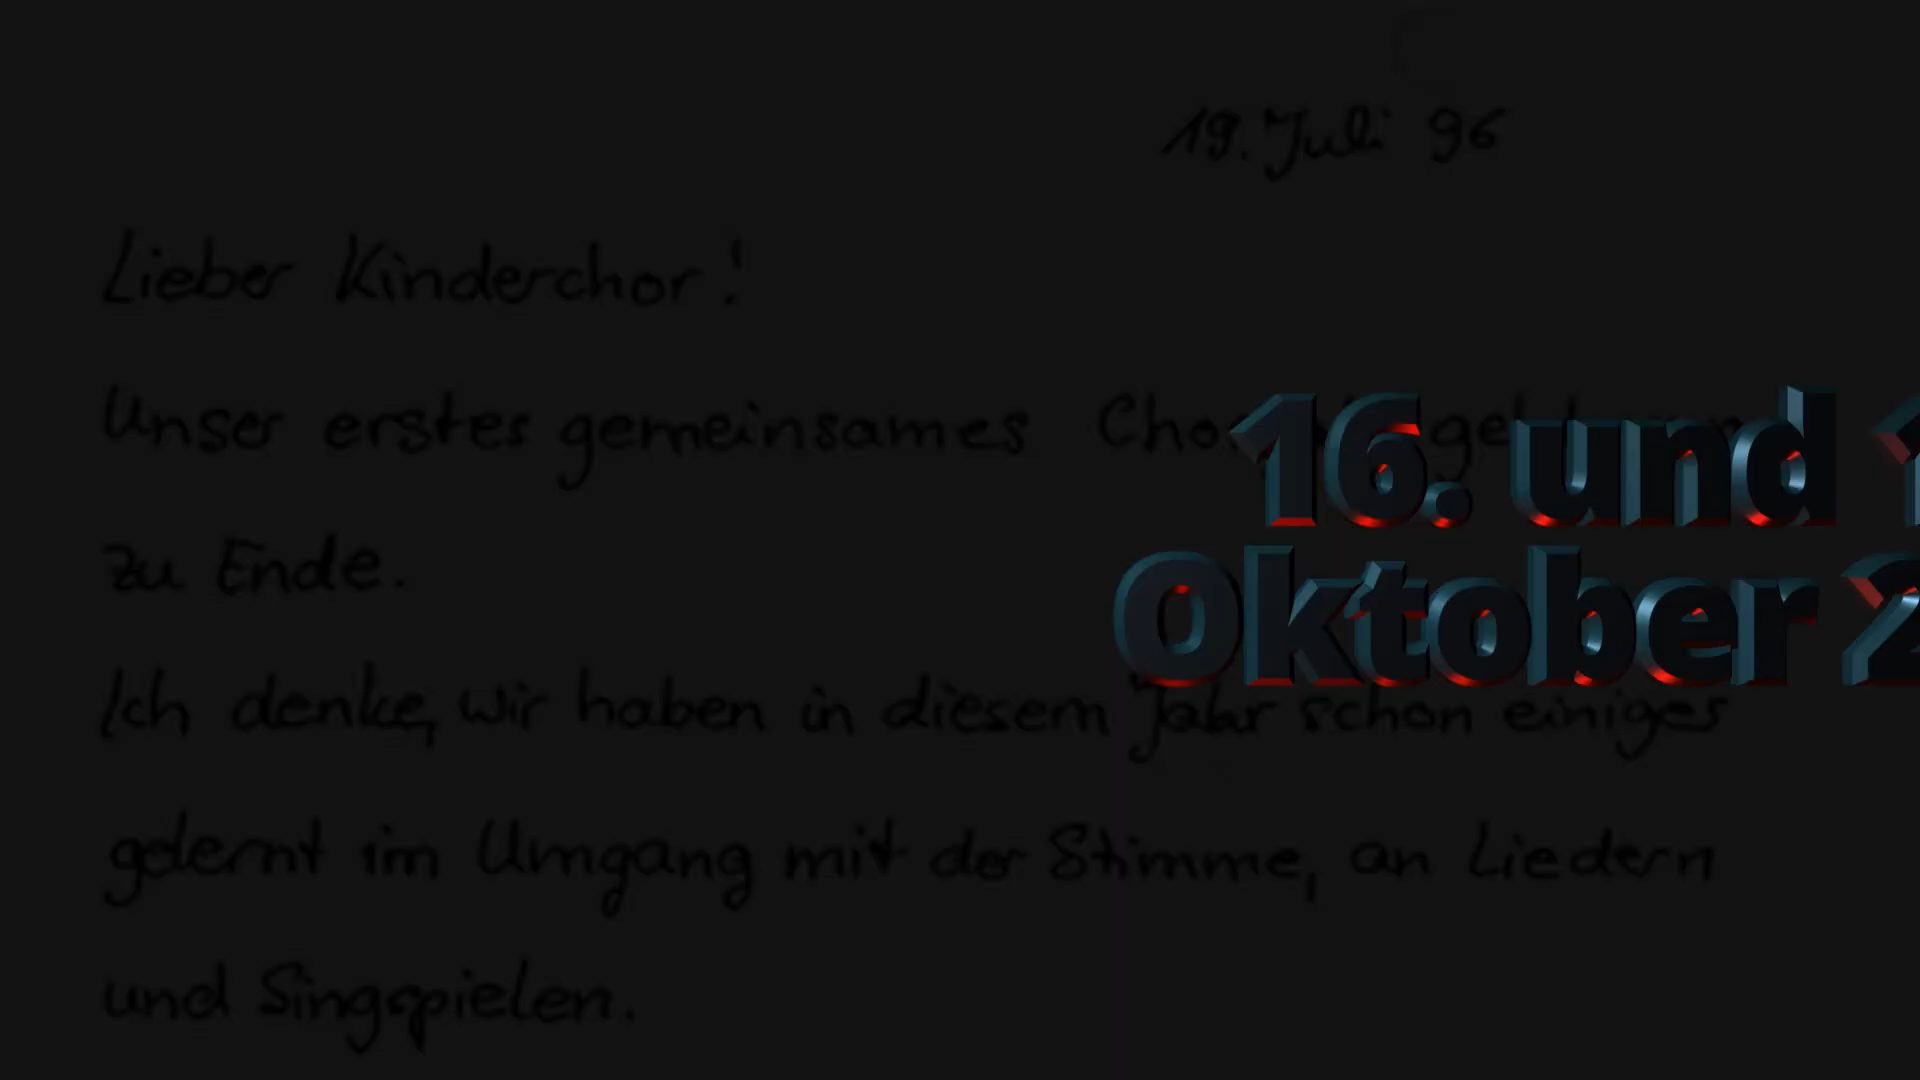 19. Juli 96
Lieber Kinderchor!
Unser erstes gemeinsames
16. und 1
Oktober 2
zu Ende.
Ich denke, wir haben in diesem Jahr schon einiges
gelernt im Umgang mit der Stimme, an Liedern
und Singspielen.